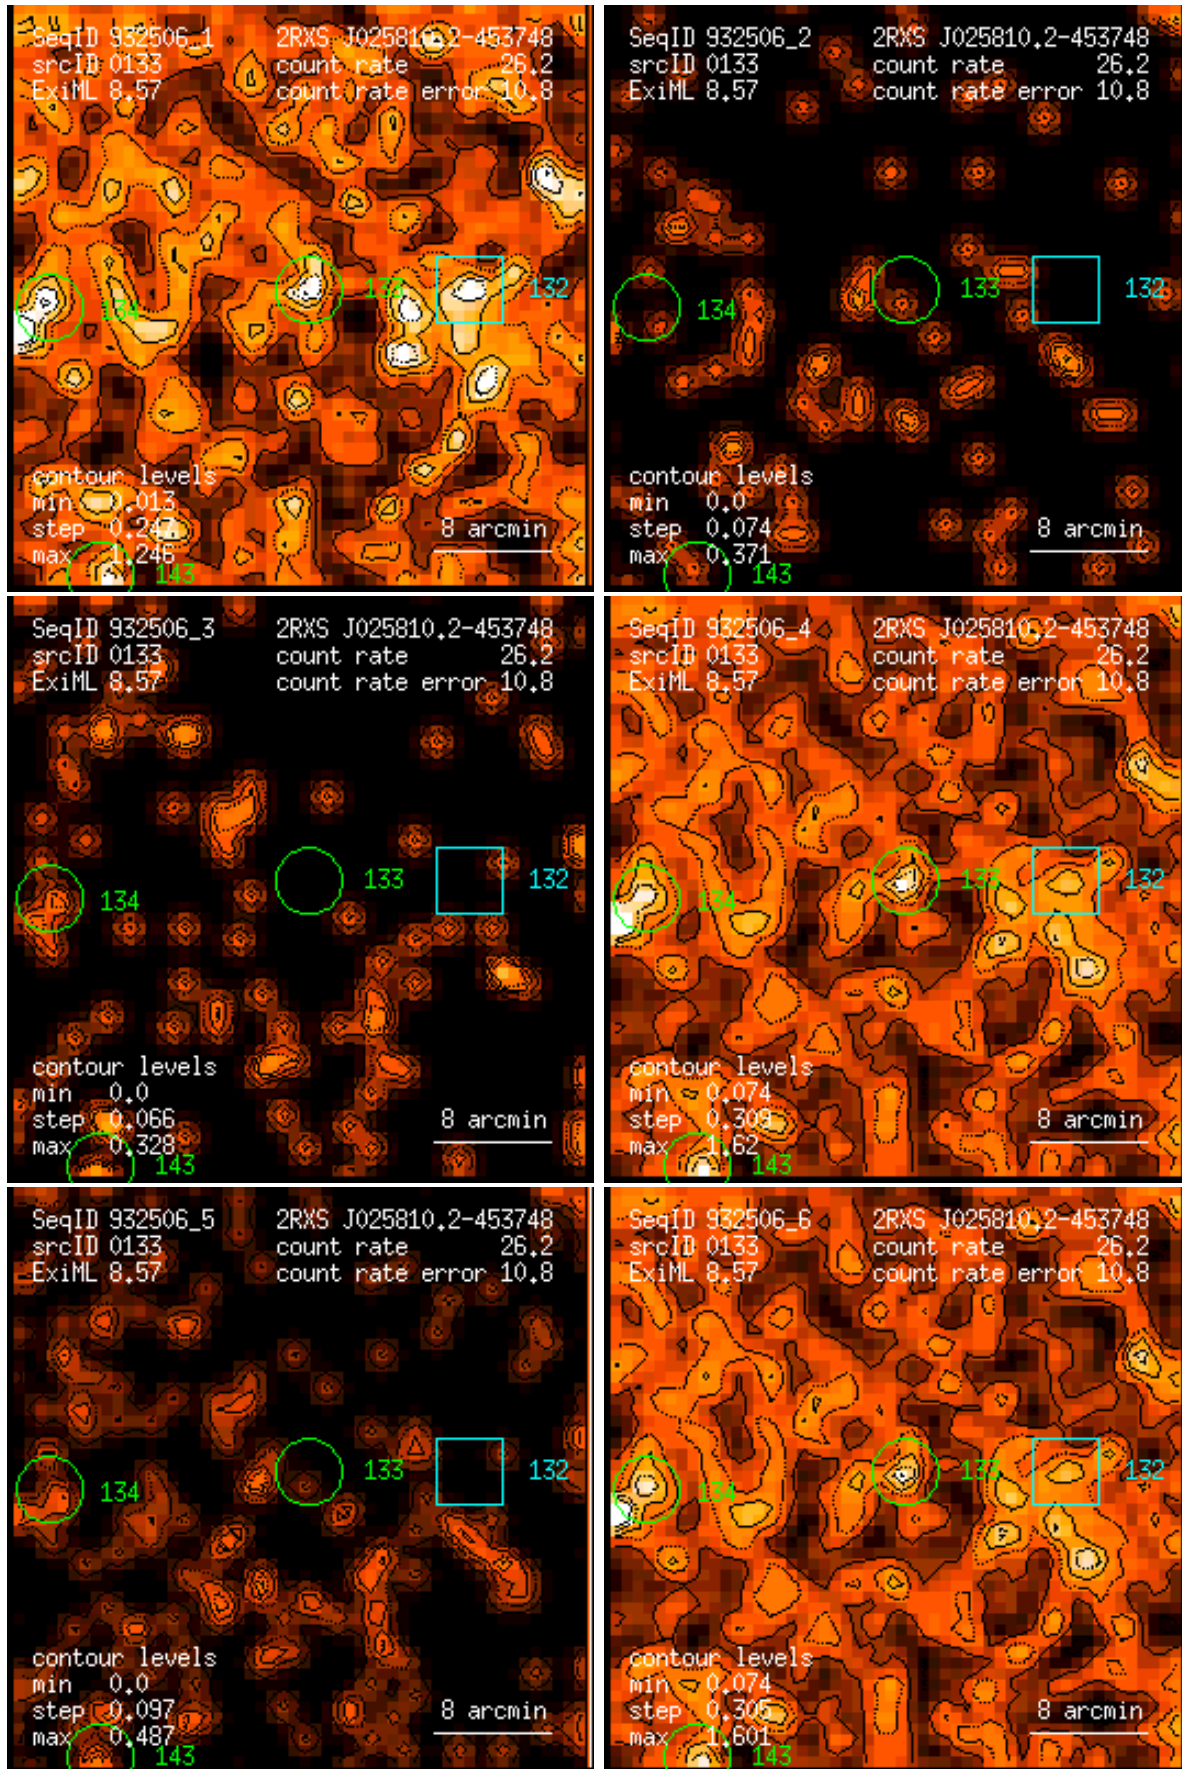 SeqID 932506_1 2RXS J025810.2-453748
srcID 0133 count rate 26.2
ExiML 8.57 count rate error 10.8
133 132
134
contour levels
min 0.013
step 0.247 8 arcmin
max 1.246
143
SeqID 932506_2 2RXS J025810.2-453748
srcID 0133 count rate 26.2
ExiML 8.57 count rate error 10.8
133 132
134
contour levels
min 0.0
step 0.074 8 arcmin
max 0.371
143
SeqID 932506_3 2RXS J025810.2-453748
srcID 0133 count rate 26.2
ExiML 8.57 count rate error 10.8
133 132
134
contour levels
min 0.0
step 0.066 8 arcmin
max 0.328
143
SeqID 932506_4 2RXS J025810.2-453748
srcID 0133 count rate 26.2
ExiML 8.57 count rate error 10.8
133 132
134
contour levels
min 0.074
step 0.309 8 arcmin
max 1.62
143
SeqID 932506_5 2RXS J025810.2-453748
srcID 0133 count rate 26.2
ExiML 8.57 count rate error 10.8
133 132
134
contour levels
min 0.0
step 0.097 8 arcmin
max 0.487
143
SeqID 932506_6 2RXS J025810.2-453748
srcID 0133 count rate 26.2
ExiML 8.57 count rate error 10.8
133 132
134
contour levels
min 0.074
step 0.305 8 arcmin
max 1.601
143